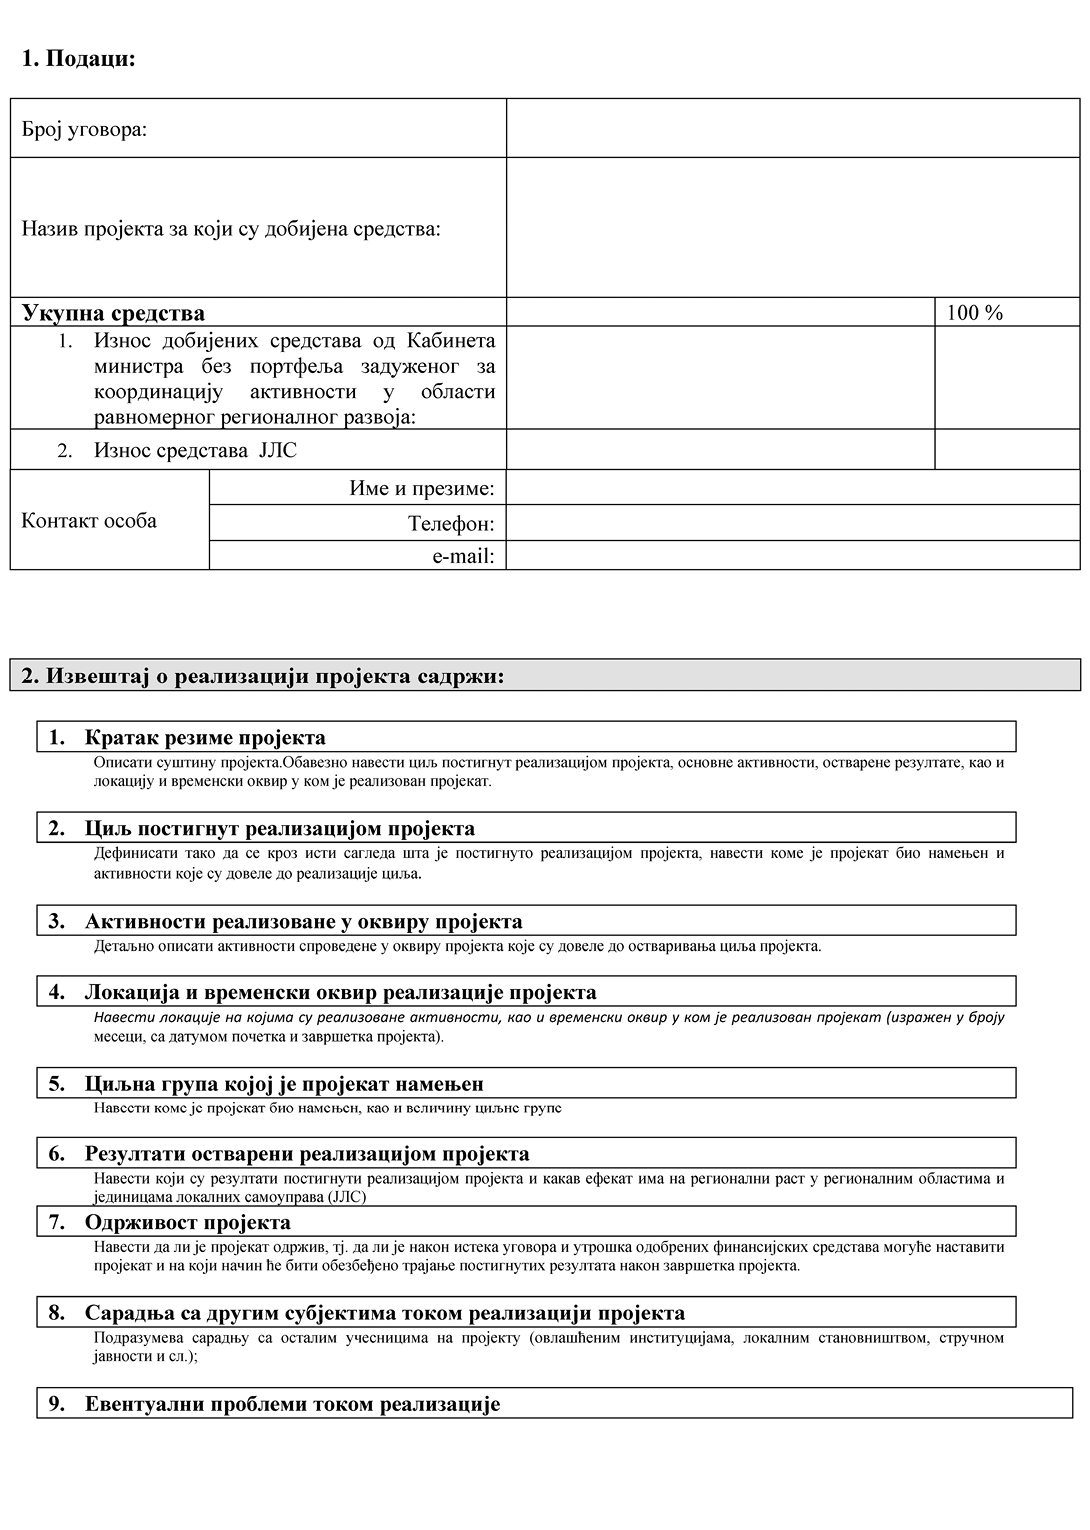 1. Подаци:
Број уговора:
Назив пројекта за који су добијена средства:
Укупна средства 100 %
1. Износ добијених средстава од Кабинета
министра без портфеља задуженог за
координацију активности у области
равномерног регионалног развоја:
2. Износ средстава ЈЛС
Контакт особа
Име и презиме:
Телефон:
e-mail:
2. Извештај о реализацији пројекта садржи:
1. Кратак резиме пројекта
Описати суштину пројекта.Обавезно навести циљ постигнут реализацијом пројекта, основне активности, остварене резултате, као и
локацију и временски оквир у ком је реализован пројекат.
2. Циљ постигнут реализацијом пројекта
Дефинисати тако да се кроз исти сагледа шта је постигнуто реализацијом пројекта, навести коме је пројекат био намењен и
активности које су довеле до реализације циља.
3. Активности реализоване у оквиру пројекта
Детаљно описати активности спроведене у оквиру пројекта које су довеле до остваривања циља пројекта.
4. Локација и временски оквир реализације пројекта
Навести локације на којима су реализоване активности, као и временски оквир у ком је реализован пројекат (изражен у броју
месеци, са датумом почетка и завршетка пројекта).
5. Циљна група којој је пројекат намењен
Навести коме је пројекат био намењен, као и величину циљне групе
6. Резултати остварени реализацијом пројекта
Навести који су резултати постигнути реализацијом пројекта и какав ефекат има на регионални раст у регионалним областима и
јединицама локалних самоуправа (ЈЛС)
7. Одрживост пројекта
Навести да ли је пројекат одржив, тј. да ли је након истека уговора и утрошка одобрених финансијских средстава могуће наставити
пројекат и на који начин ће бити обезбеђено трајање постигнутих резултата након завршетка пројекта.
8. Сарадња са другим субјектима током реализацији пројекта
Подразумева сарадњу са осталим учесницима на пројекту (овлашћеним институцијама, локалним становништвом, стручном
јавности и сл.);
9. Евентуални проблеми током реализације